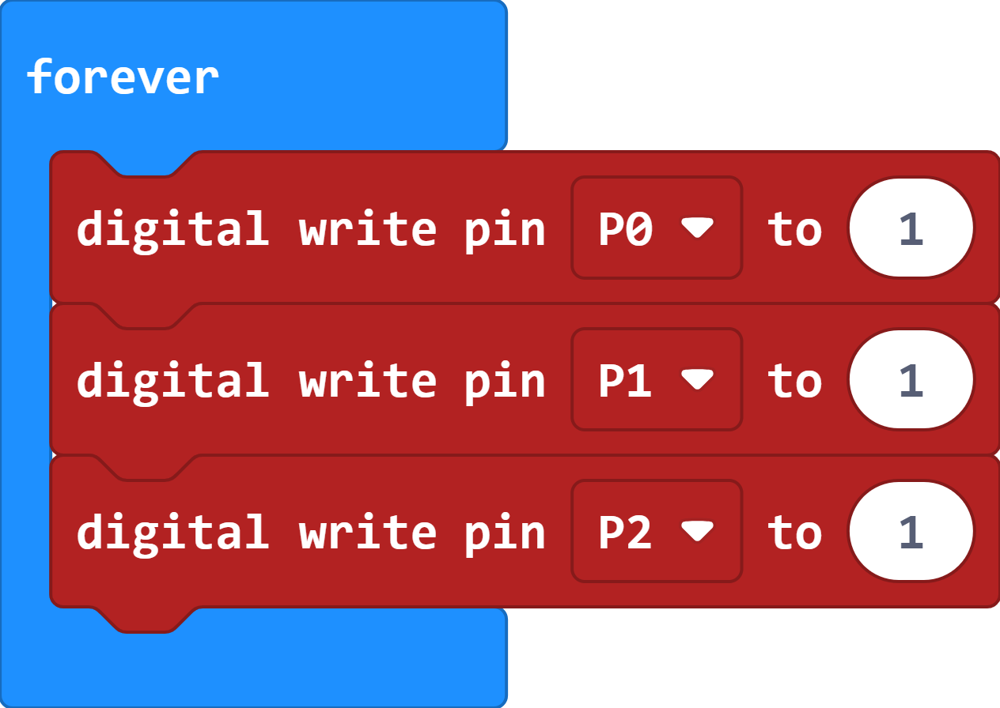 forever
digital write pin P0 to 1
digital write pin P1 to 1
digital write pin P2 to 1